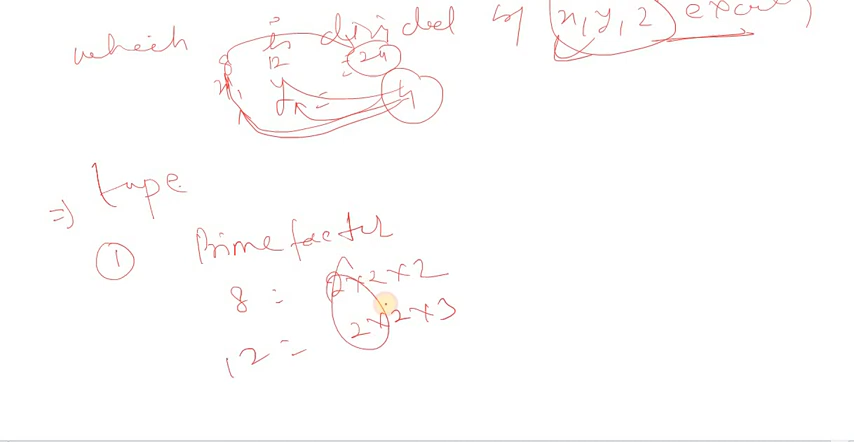 which is divided by (x, y, z)
8 12 = 24
x, y = 4
=> type
① Prime factor
8 = 2×2×2
12 = 2×2×3